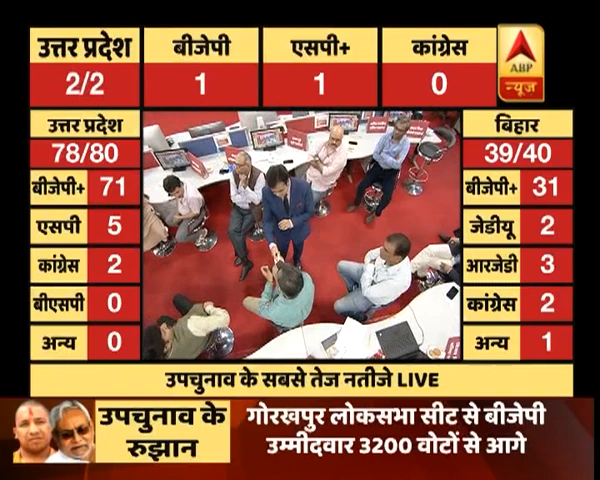 उत्तर प्रदेश बीजेपी एसपी+ कांग्रेस
2/2 1 1 0
ABP
न्यूज़
उत्तर प्रदेश
78/80
बीजेपी+ 71
एसपी 5
कांग्रेस 2
बीएसपी 0
अन्य 0
बिहार
39/40
बीजेपी+ 31
जेडीयू 2
आरजेडी 3
कांग्रेस 2
अन्य 1
उपचुनाव के सबसे तेज नतीजे LIVE
उपचुनाव के
रुझान
गोरखपुर लोकसभा सीट से बीजेपी
उम्मीदवार 3200 वोटों से आगे